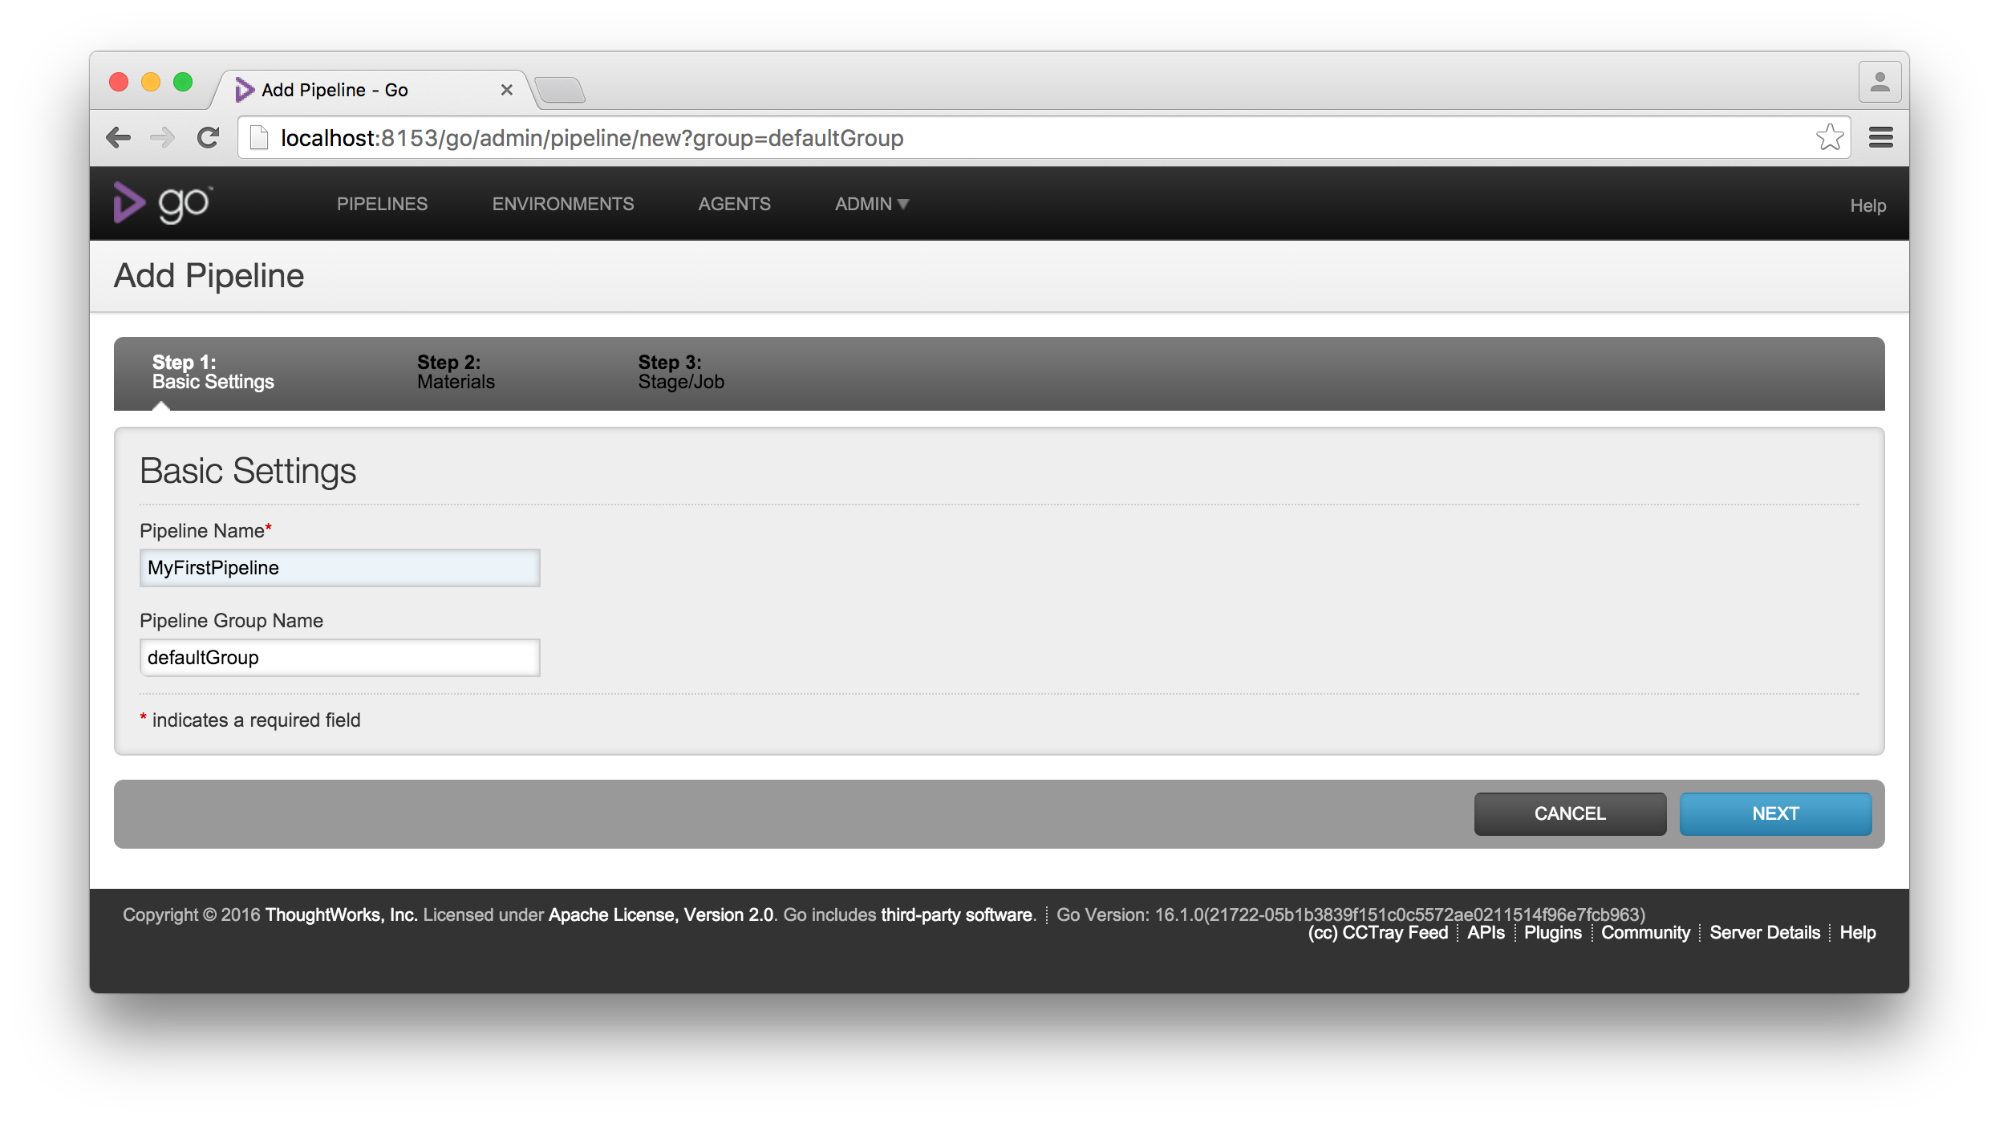 Add Pipeline - Go
localhost:8153/go/admin/pipeline/new?group=defaultGroup
go™ PIPELINES ENVIRONMENTS AGENTS ADMIN Help
Add Pipeline
Step 1: Step 2: Step 3:
Basic Settings Materials Stage/Job
Basic Settings
Pipeline Name*
MyFirstPipeline
Pipeline Group Name
defaultGroup
* indicates a required field
CANCEL NEXT
Copyright © 2016 ThoughtWorks, Inc. Licensed under Apache License, Version 2.0. Go includes third-party software. Go Version: 16.1.0(21722-05b1b3839f151c0c5572ae0211514f96e7fcb963)
(cc) CCTray Feed APIs Plugins Community Server Details Help